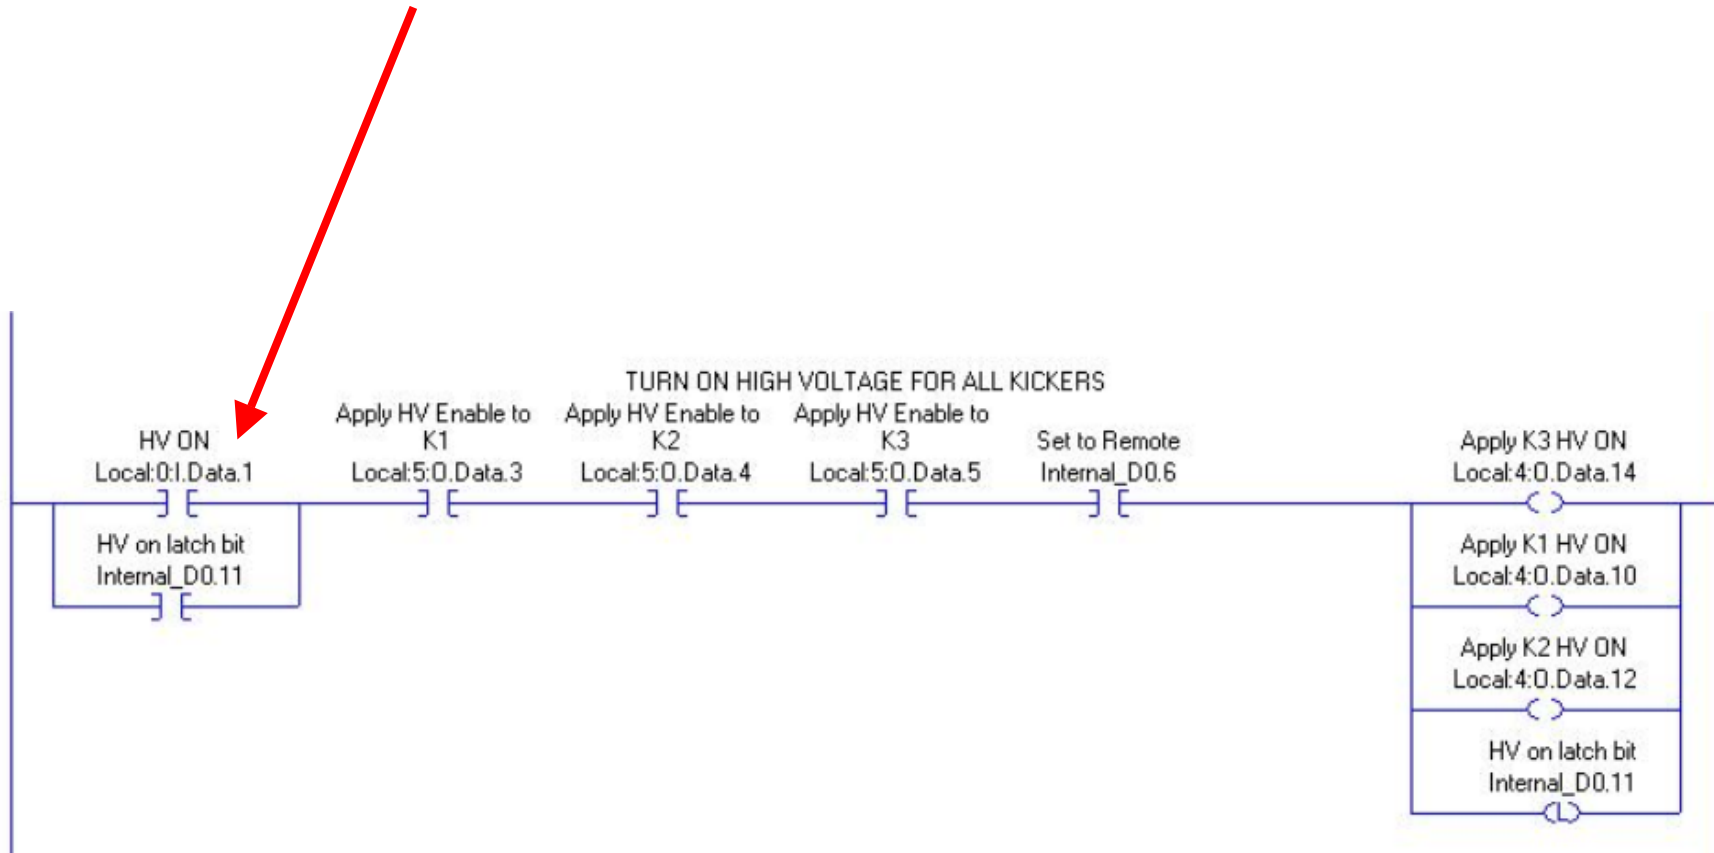 TURN ON HIGH VOLTAGE FOR ALL KICKERS
HV ON
Local:0:I.Data.1
Apply HV Enable to
K1
Local:5:O.Data.3
Apply HV Enable to
K2
Local:5:O.Data.4
Apply HV Enable to
K3
Local:5:O.Data.5
Set to Remote
Internal_D0.6
Apply K3 HV ON
Local:4:O.Data.14
HV on latch bit
Internal_D0.11
Apply K1 HV ON
Local:4:O.Data.10
Apply K2 HV ON
Local:4:O.Data.12
HV on latch bit
Internal_D0.11
L